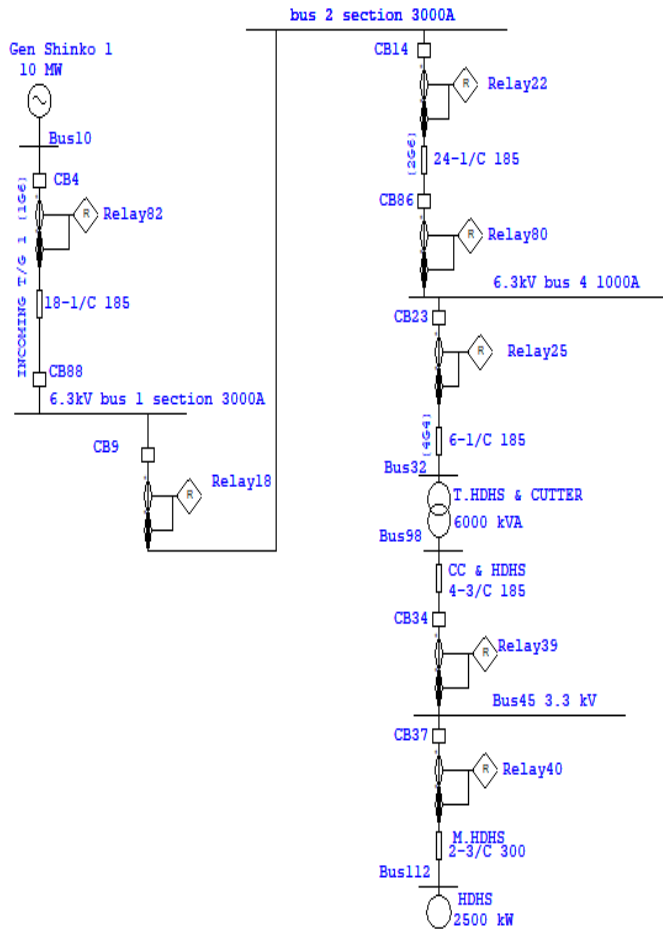 bus 2 section 3000A
Gen Shinko 1
10 MW
Bus10
CB4
R
Relay82
INCOMING T/G 1 (1G6)
18-1/C 185
CB88
6.3kV bus 1 section 3000A
CB9
R
Relay18
CB14
R
Relay22
(2G6)
24-1/C 185
CB86
R
Relay80
6.3kV bus 4 1000A
CB23
R
Relay25
(4G4)
6-1/C 185
Bus32
T.HDHS & CUTTER
6000 kVA
Bus98
CC & HDHS
4-3/C 185
CB34
R
Relay39
Bus45 3.3 kV
CB37
R
Relay40
M.HDHS
2-3/C 300
Bus112
HDHS
2500 kW